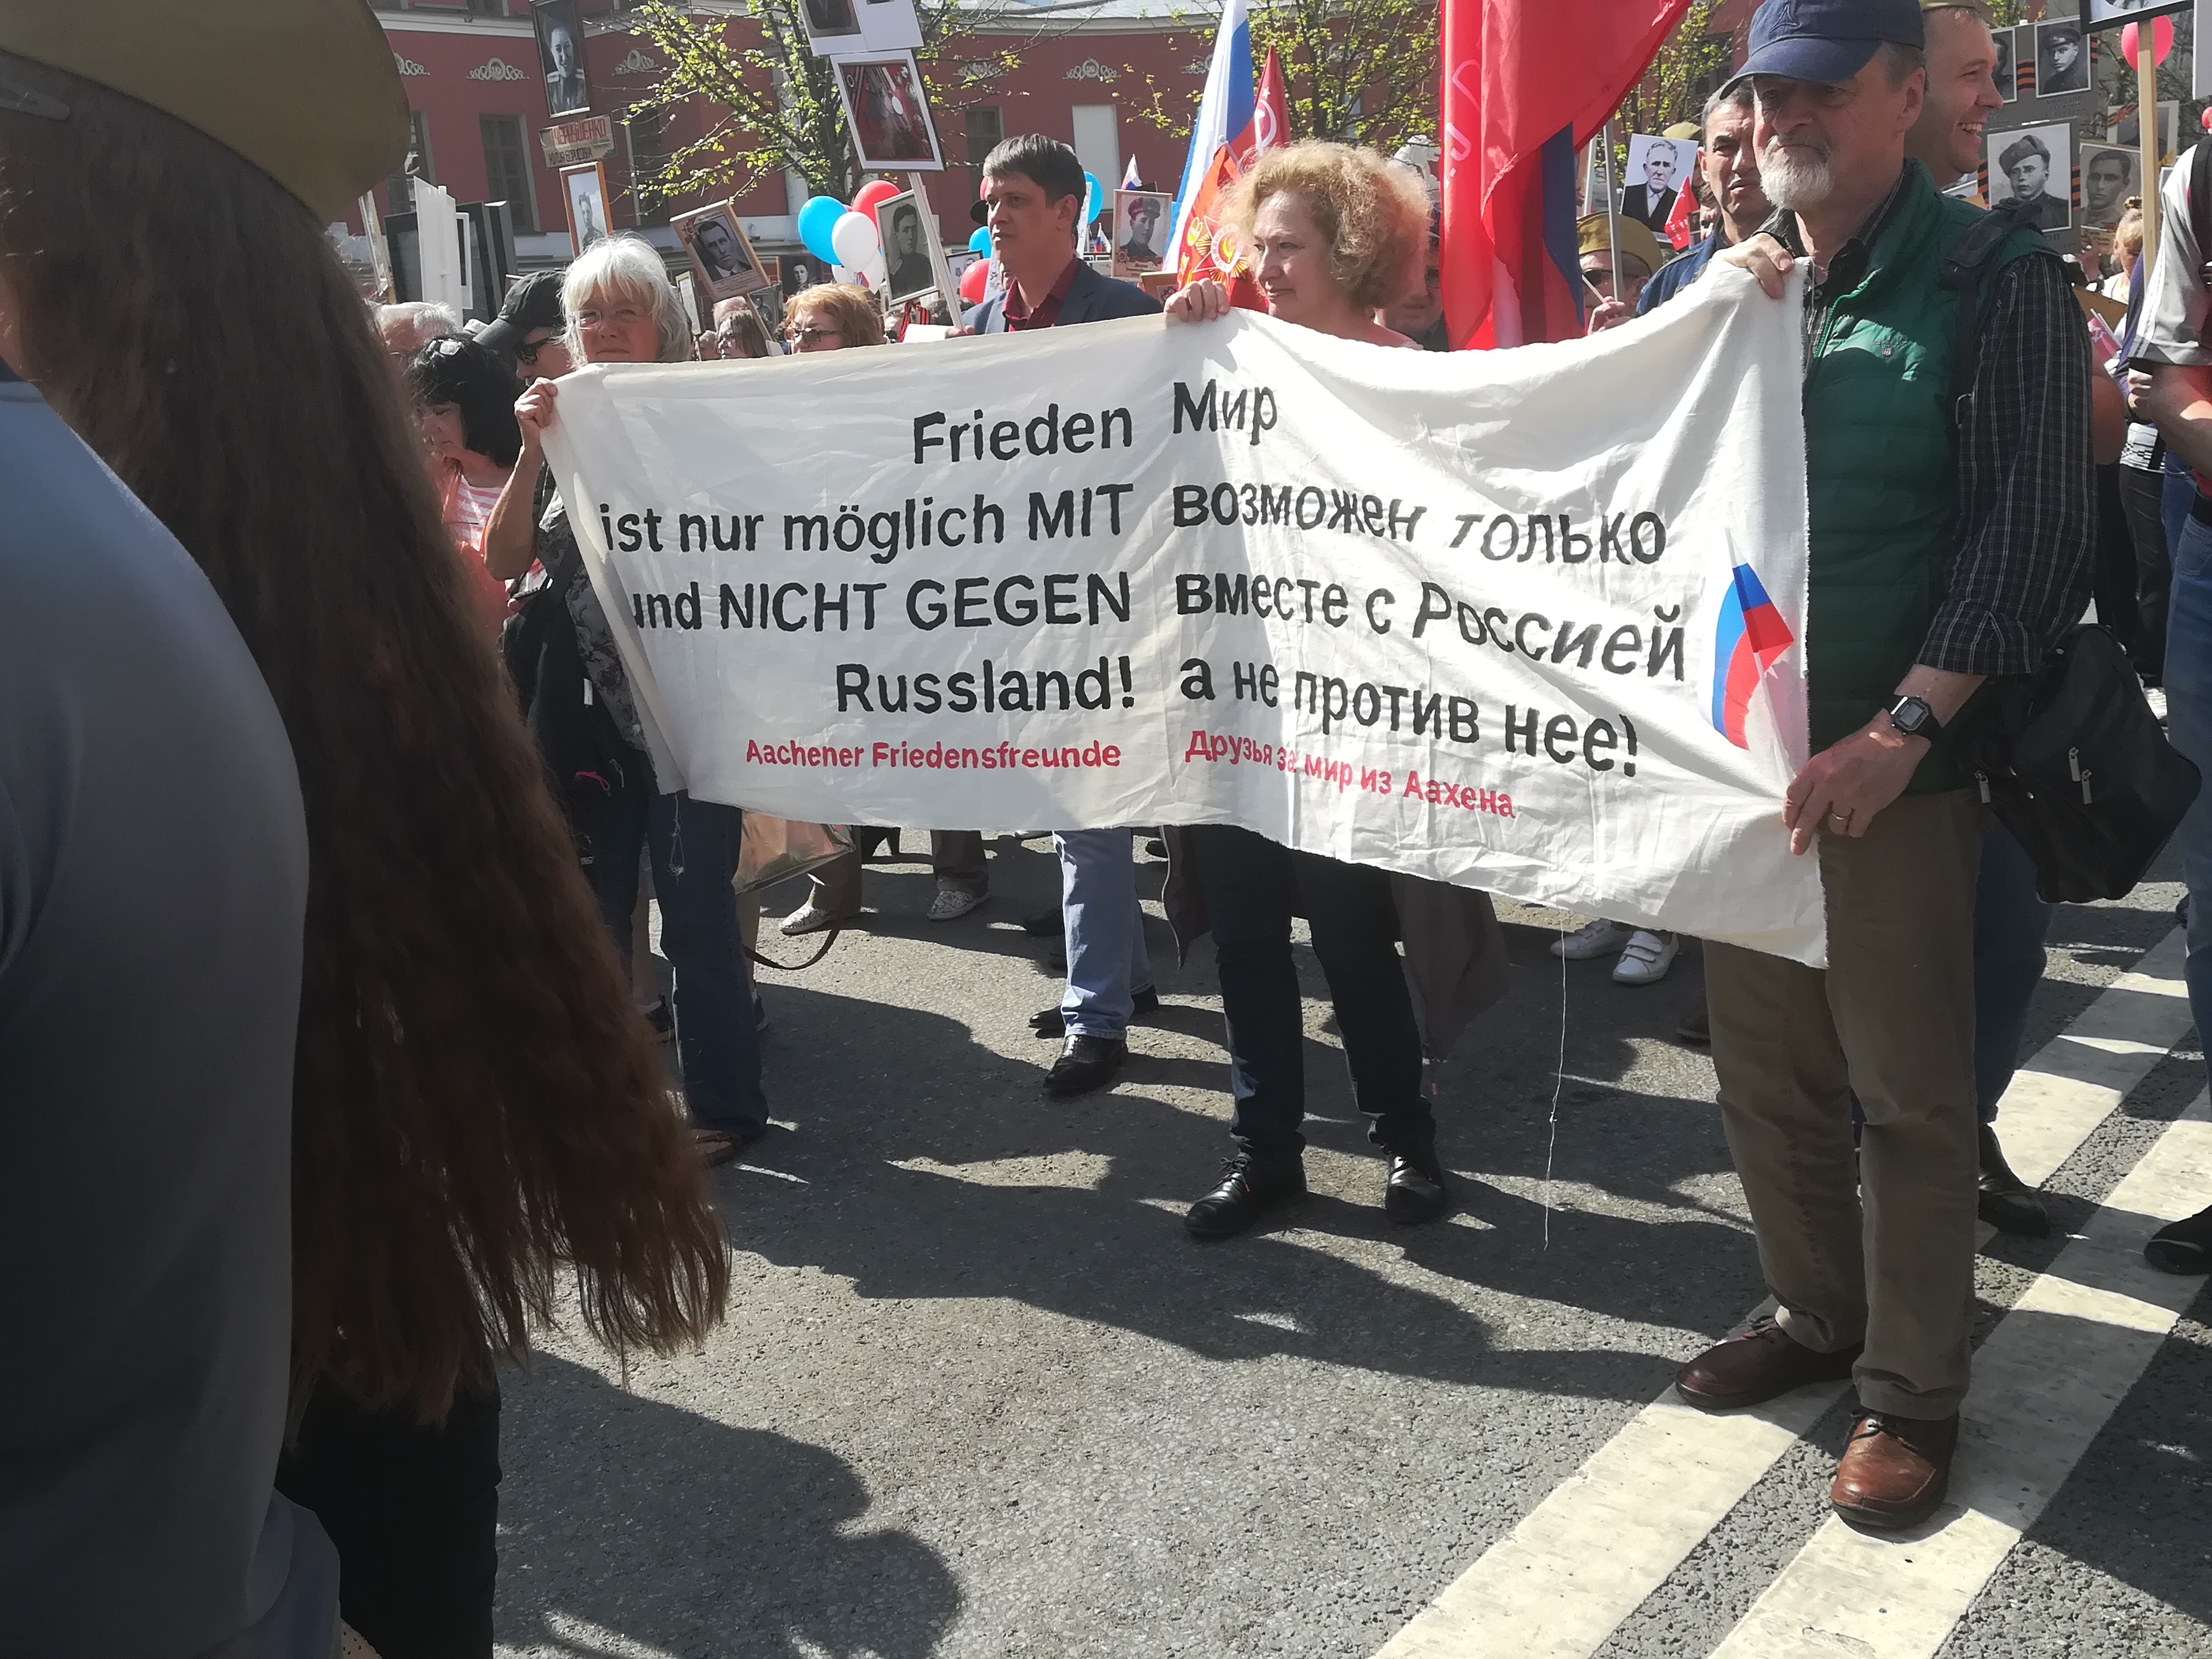 Frieden
ist nur möglich MIT
und NICHT GEGEN
Russland!
Aachener Friedensfreunde
Мир
возможен только
вместе с Россией
а не против нее!
Друзья за мир из Аахена